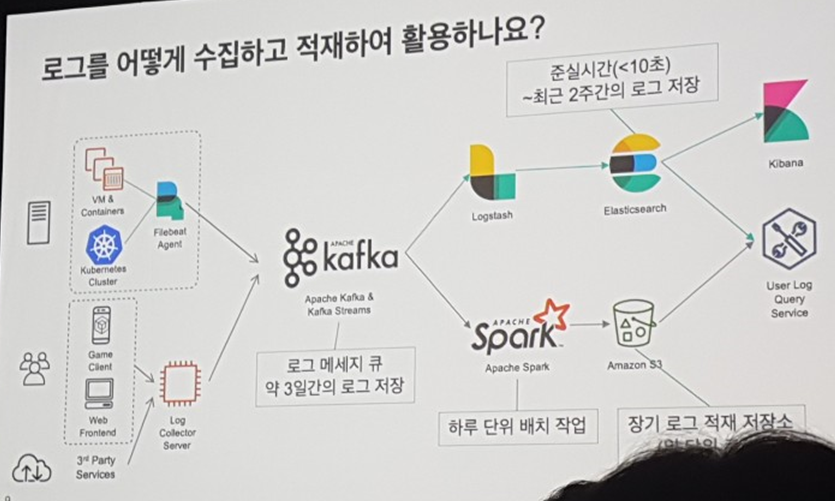 로그를 어떻게 수집하고 적재하여 활용하나요?
준실시간(<10초)
~최근 2주간의 로그 저장
VM &
Containers
Filebeat
Agent
Kubernetes
Cluster
Game
Client
Web
Frontend
3rd Party
Services
Log
Collector
Server
APACHE
kafka
Apache Kafka &
Kafka Streams
로그 메세지 큐
약 3일간의 로그 저장
Logstash
Elasticsearch
Kibana
User Log
Query
Service
APACHE
Spark
Apache Spark
하루 단위 배치 작업
Amazon S3
장기 로그 적재 저장소